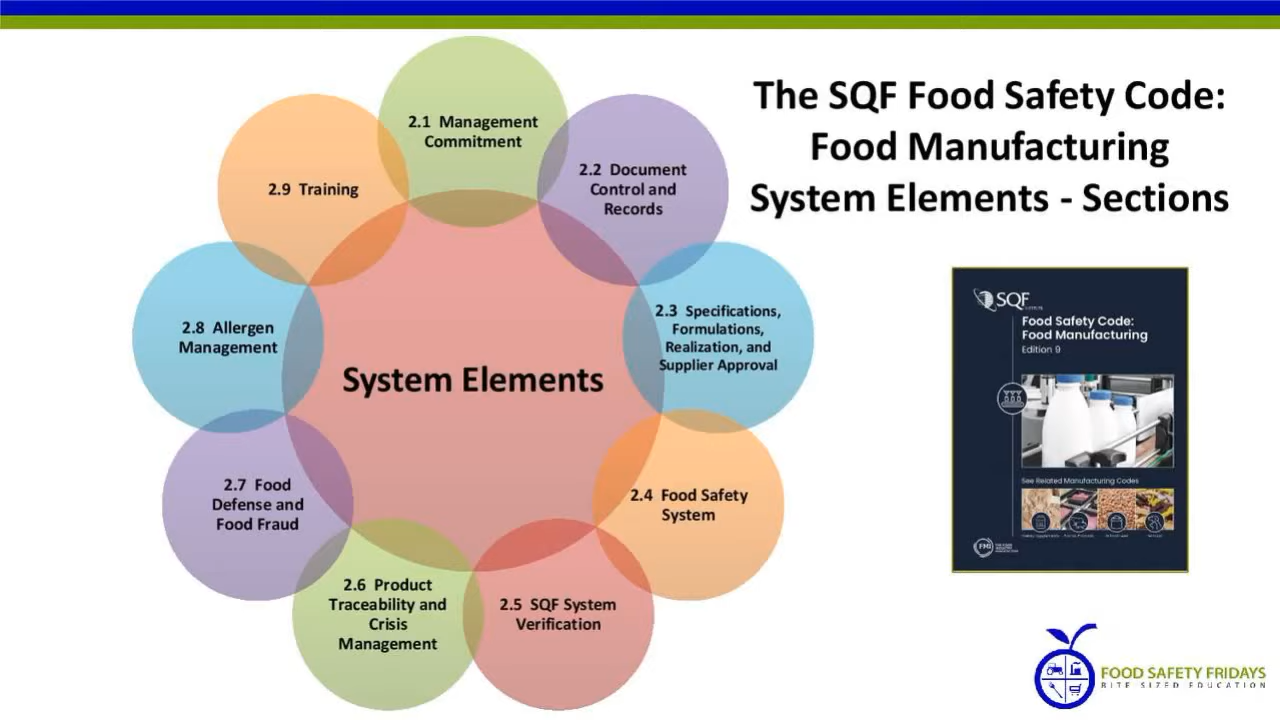 The SQF Food Safety Code:
Food Manufacturing
System Elements - Sections
2.1 Management
Commitment
2.2 Document
Control and
Records
2.3 Specifications,
Formulations,
Realization, and
Supplier Approval
2.4 Food Safety
System
2.5 SQF System
Verification
2.6 Product
Traceability and
Crisis
Management
2.7 Food
Defense and
Food Fraud
2.8 Allergen
Management
2.9 Training
System Elements
SQF
Food Safety Code:
Food Manufacturing
Edition 9
See Related Manufacturing Codes
FMI
FOOD SAFETY FRIDAYS
BITE SIZED EDUCATION